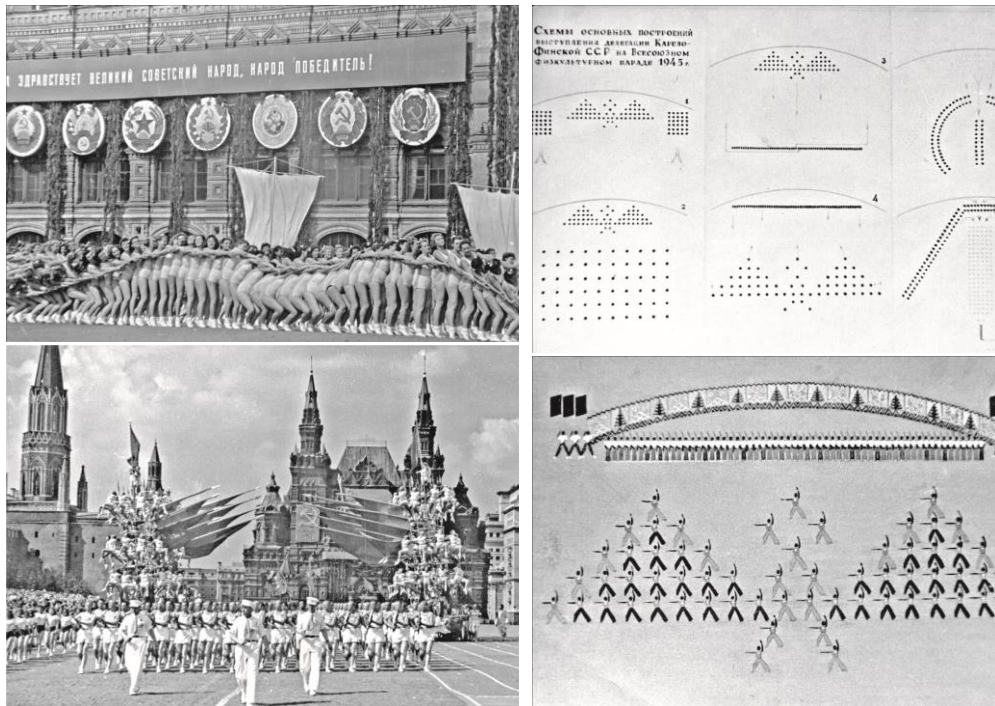 ЗДРАВСТВУЕТ ВЕЛИКИЙ СОВЕТСКИЙ НАРОД, НАРОД ПОБЕДИТЕЛЬ!
Схемы основных построений
выступления делегации Карело-
Финской ССР на Всесоюзном
физкультурном параде 1945 г.
3
1
2
4